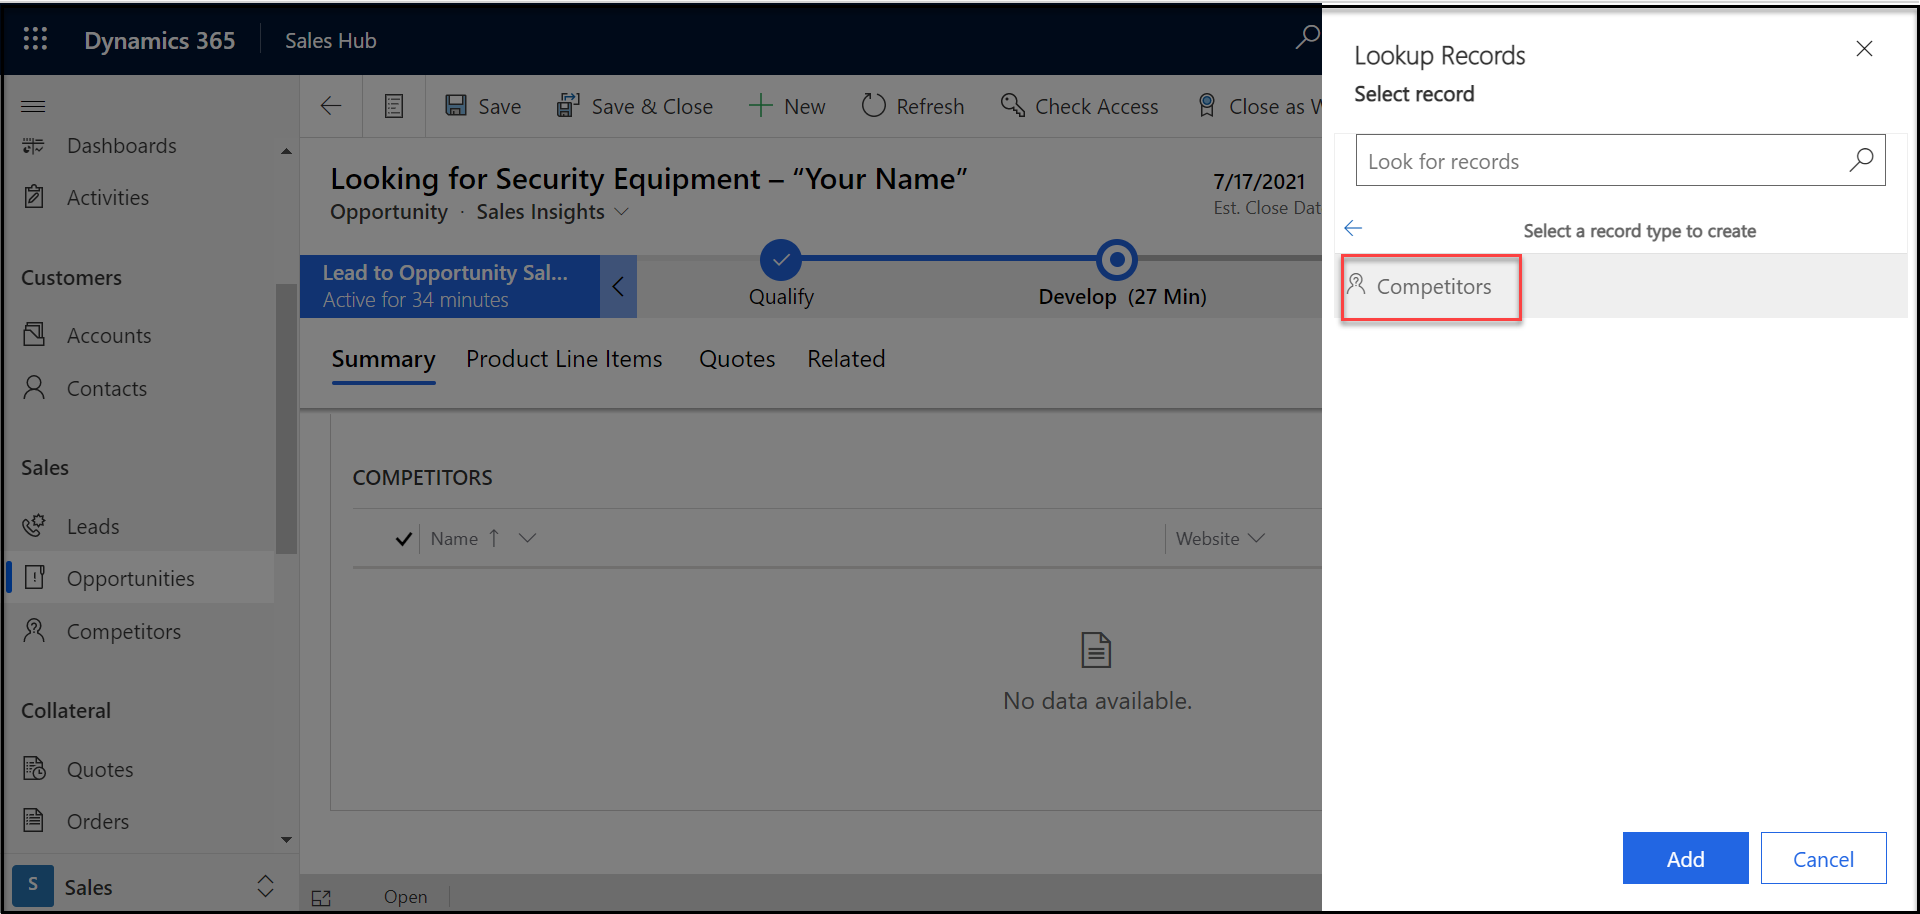 Dynamics 365
Sales Hub
Save
Save & Close
New
Refresh
Check Access
Close as W
Dashboards
Activities
Customers
Accounts
Contacts
Sales
Leads
Opportunities
Competitors
Collateral
Quotes
Orders
S
Sales
Looking for Security Equipment – “Your Name”
Opportunity · Sales Insights
7/17/2021
Est. Close Dat
Lead to Opportunity Sal...
Active for 34 minutes
Qualify
Develop (27 Min)
Summary
Product Line Items
Quotes
Related
COMPETITORS
Name
Website
No data available.
Open
Lookup Records
Select record
Look for records
Select a record type to create
Competitors
Add
Cancel